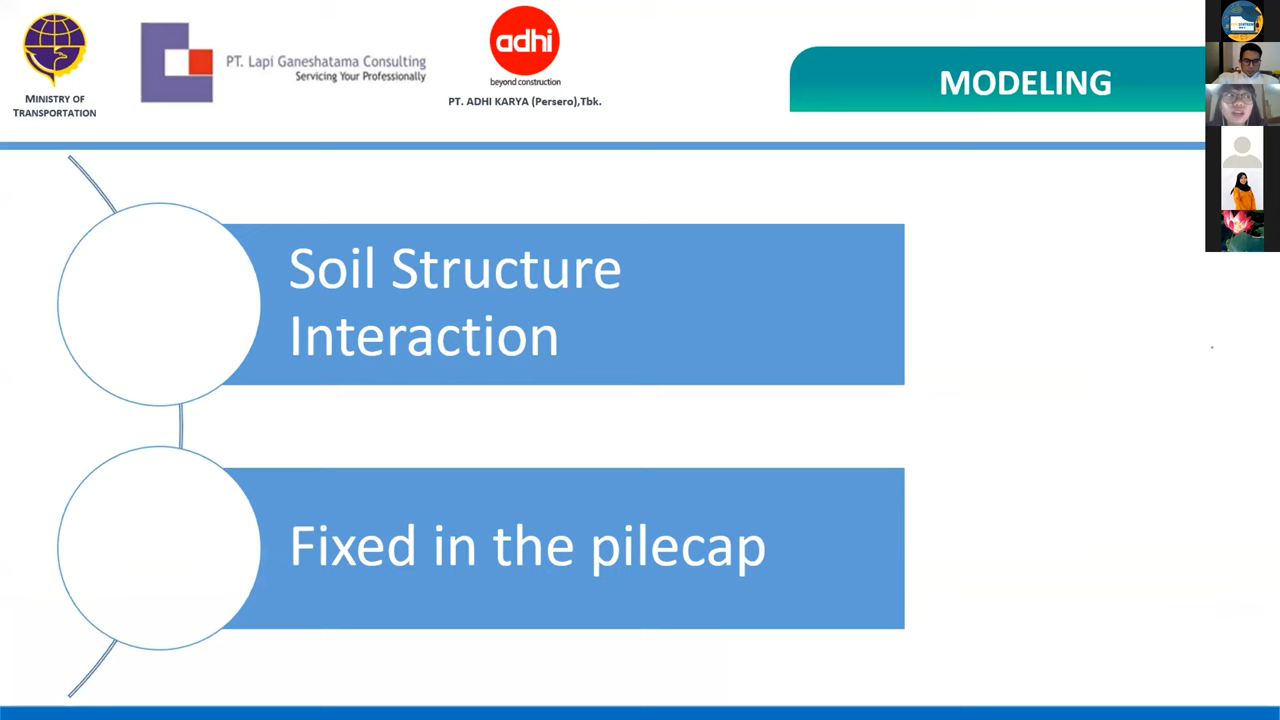 MINISTRY OF
TRANSPORTATION
PT. Lapi Ganeshatama Consulting
Servicing Your Professionally
adhi
beyond construction
PT. ADHI KARYA (Persero),Tbk.
MODELING
Soil Structure
Interaction
Fixed in the pilecap